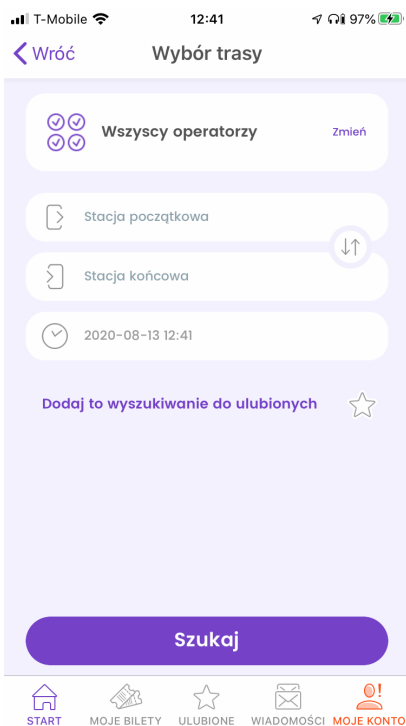 T-Mobile 12:41 97%
Wróć Wybór trasy
Wszyscy operatorzy Zmień
Stacja początkowa
Stacja końcowa
2020-08-13 12:41
Dodaj to wyszukiwanie do ulubionych
Szukaj
START MOJE BILETY ULUBIONE WIADOMOŚCI MOJE KONTO